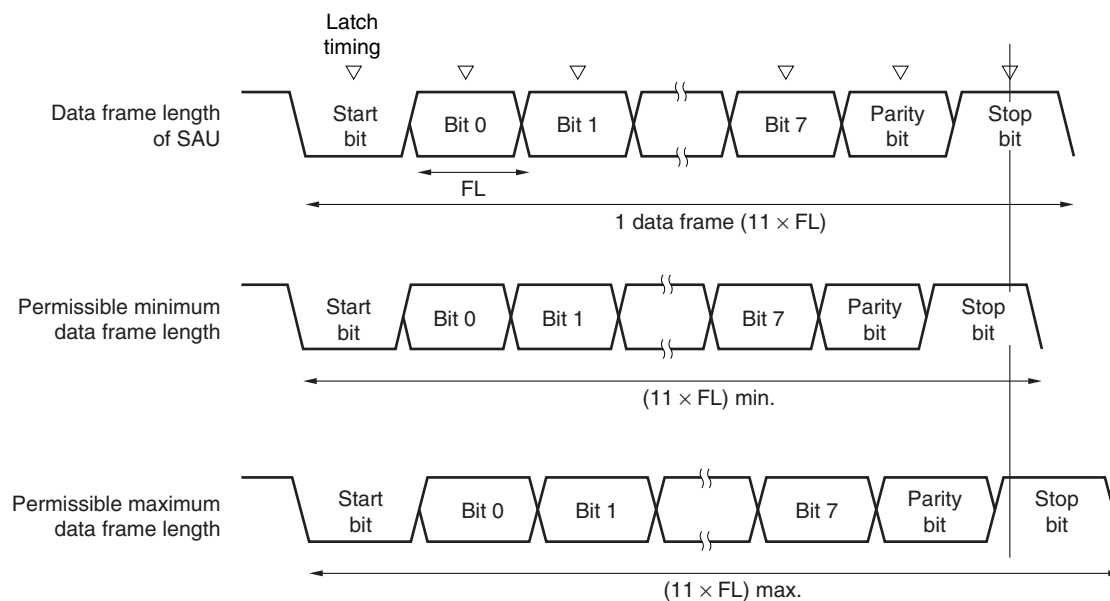 Latch
timing
Data frame length
of SAU
Start
bit
Bit 0
Bit 1
Bit 7
Parity
bit
Stop
bit
FL
1 data frame (11 × FL)
Permissible minimum
data frame length
Start
bit
Bit 0
Bit 1
Bit 7
Parity
bit
Stop
bit
(11 × FL) min.
Permissible maximum
data frame length
Start
bit
Bit 0
Bit 1
Bit 7
Parity
bit
Stop
bit
(11 × FL) max.